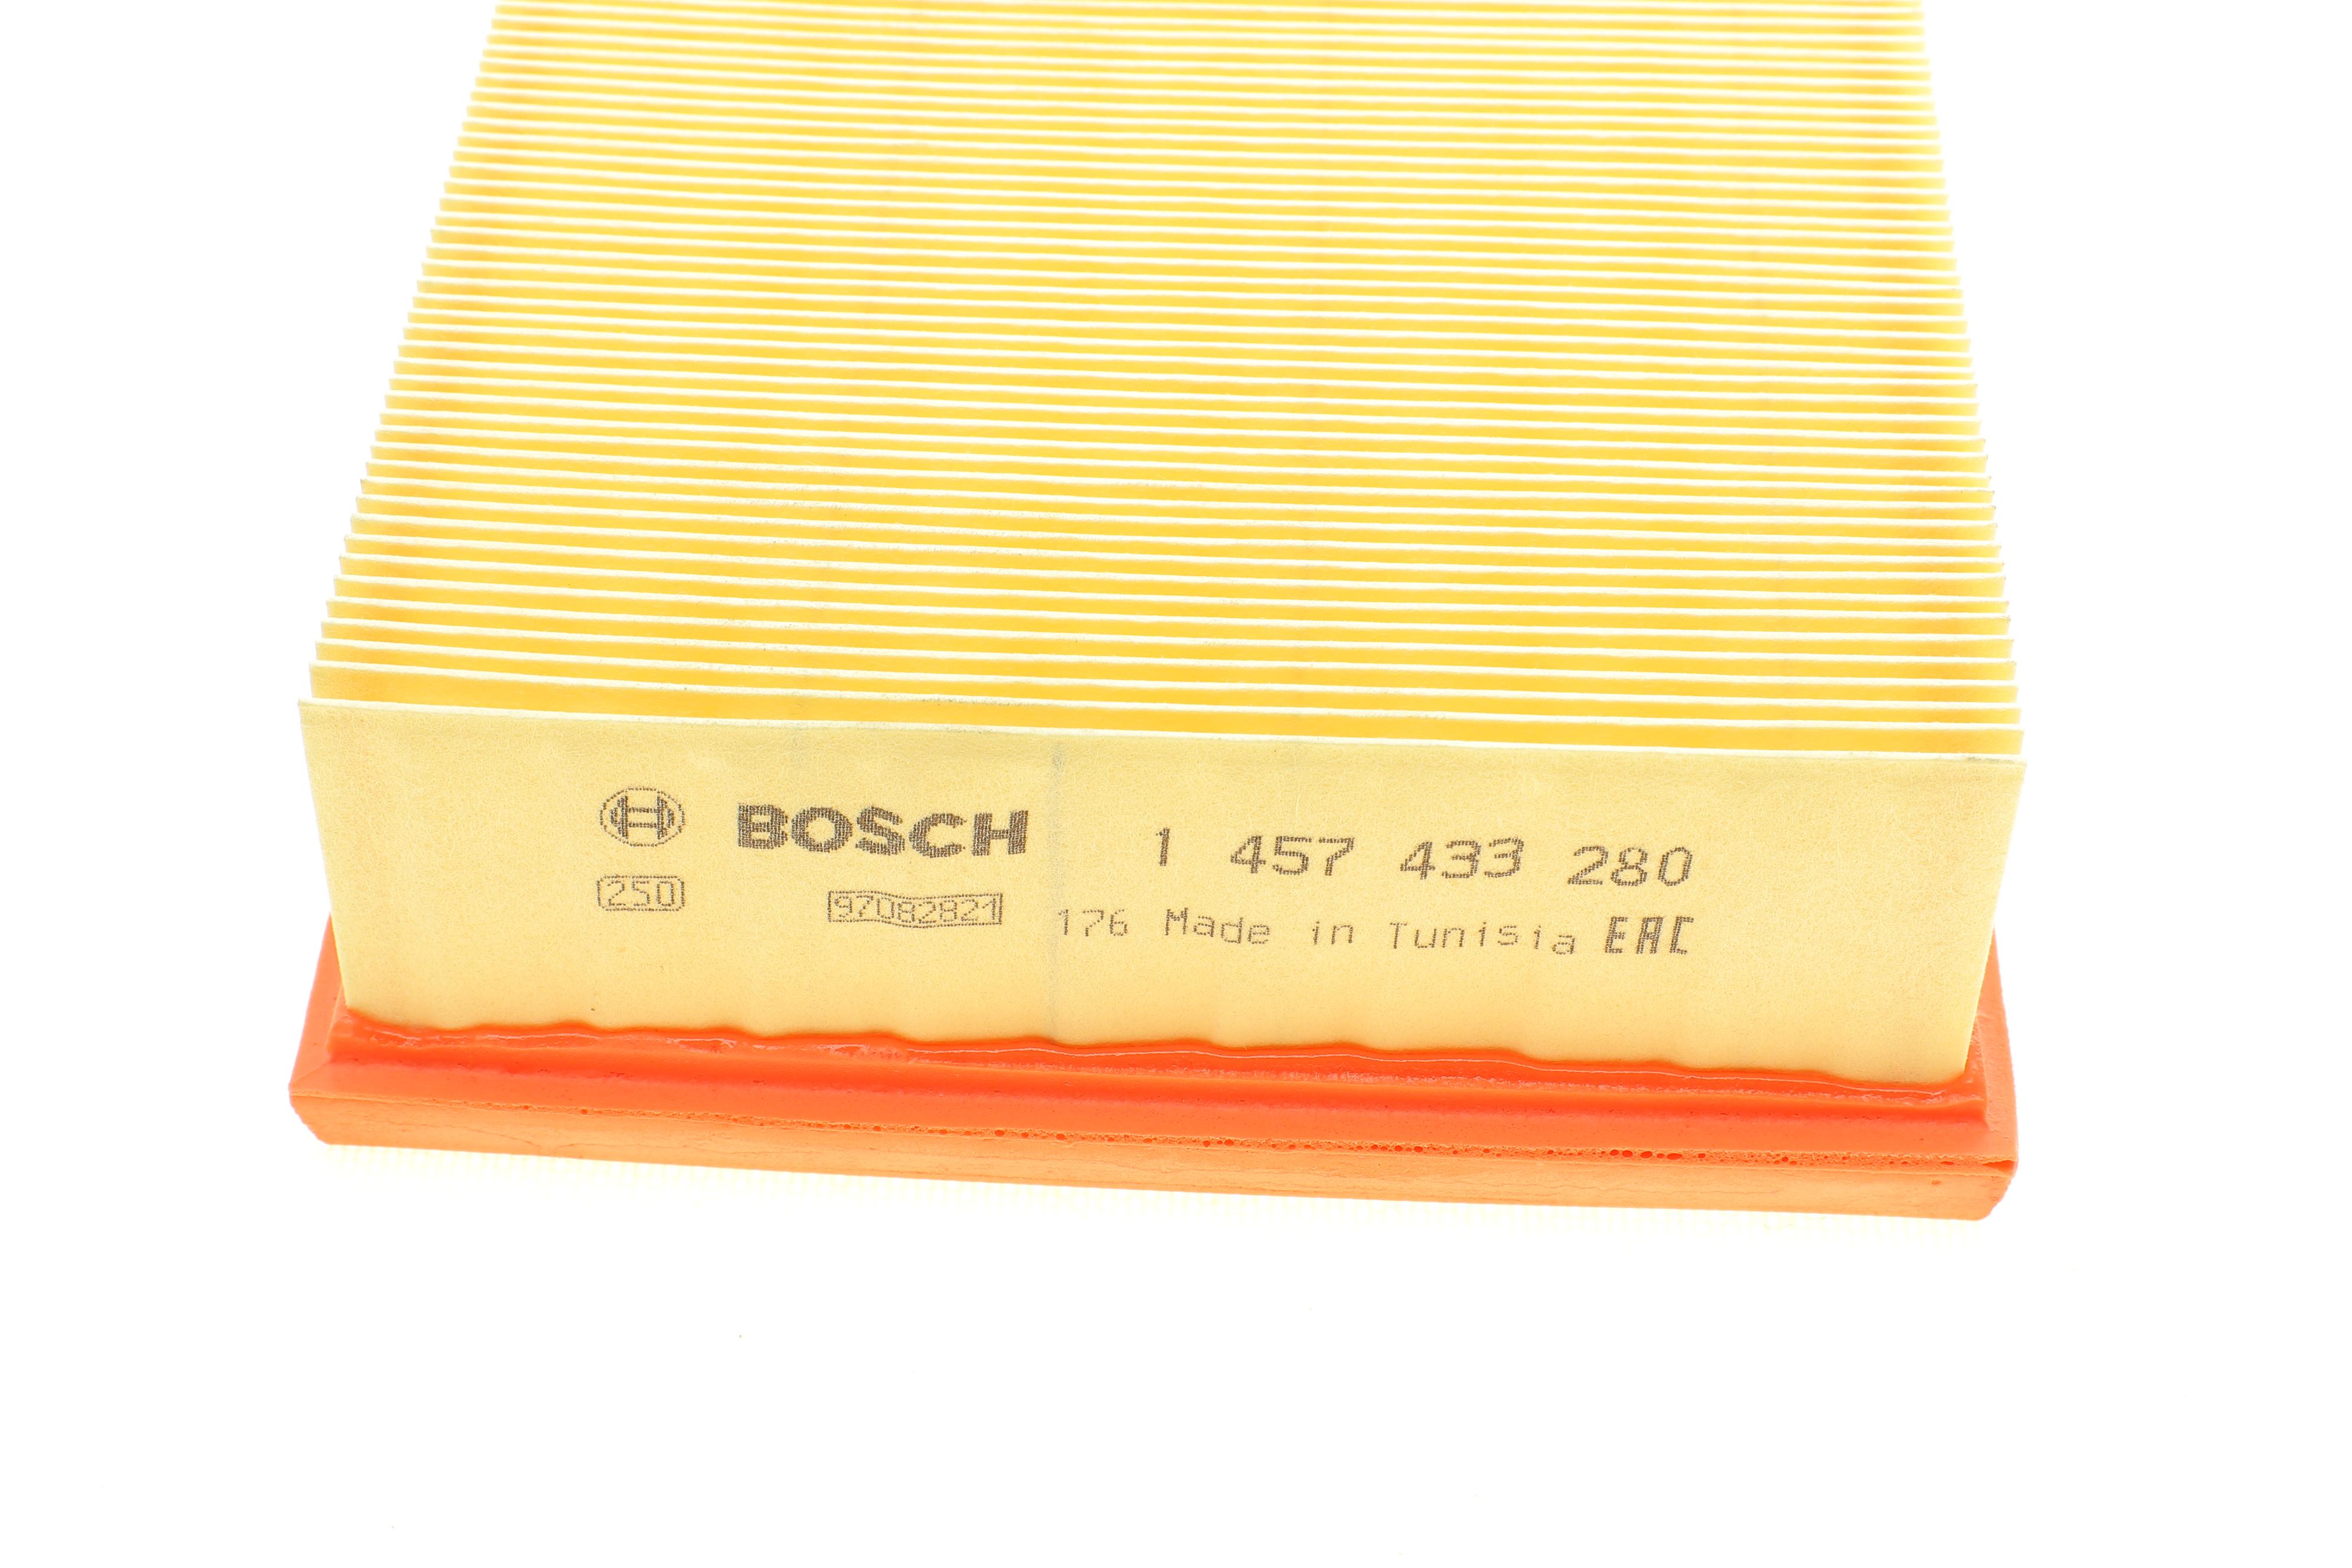 BOSCH 1 457 433 280
250 97082821 176 Made in Tunisia EAC